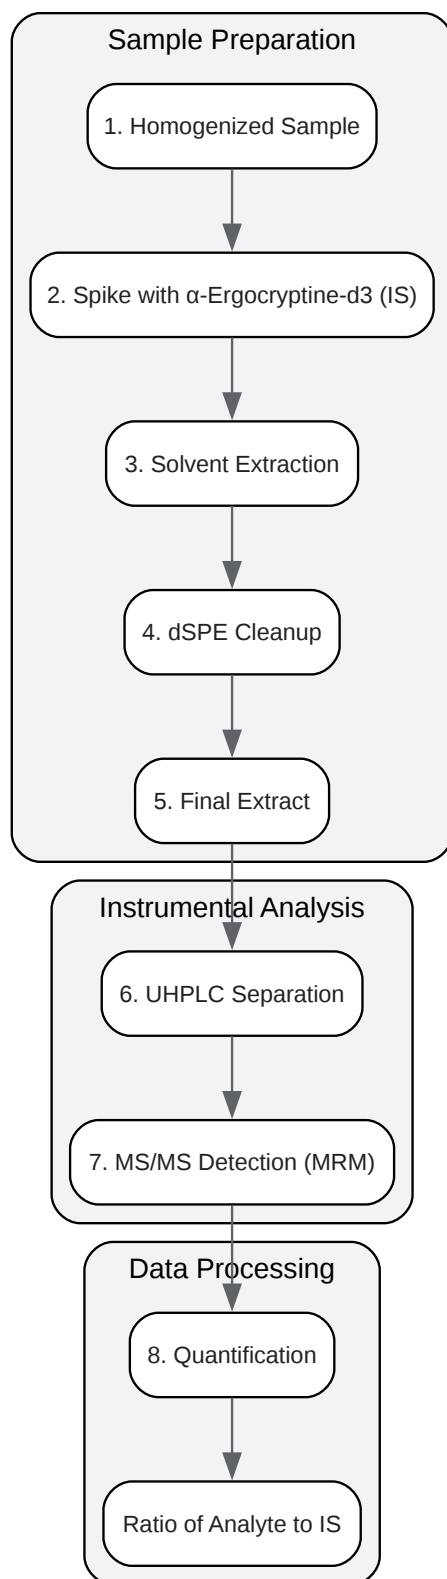 Sample Preparation
1. Homogenized Sample
2. Spike with α-Ergocryptine-d3 (IS)
3. Solvent Extraction
4. dSPE Cleanup
5. Final Extract
Instrumental Analysis
6. UHPLC Separation
7. MS/MS Detection (MRM)
Data Processing
8. Quantification
Ratio of Analyte to IS